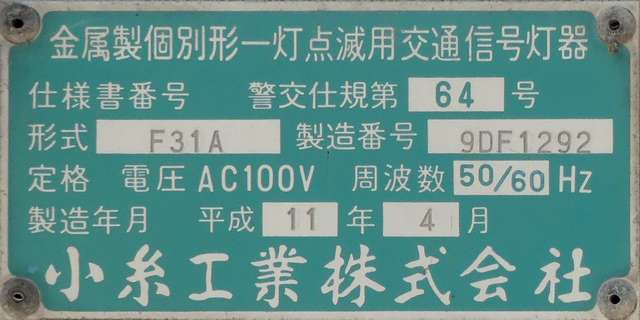 金属製個別形一灯点滅用交通信号灯器
仕様書番号 警交仕規第 64 号
形式 F31A 製造番号 9DF1292
定格 電圧 AC100V 周波数 50/60 Hz
製造年月 平成 11 年 4 月
小糸工業株式会社